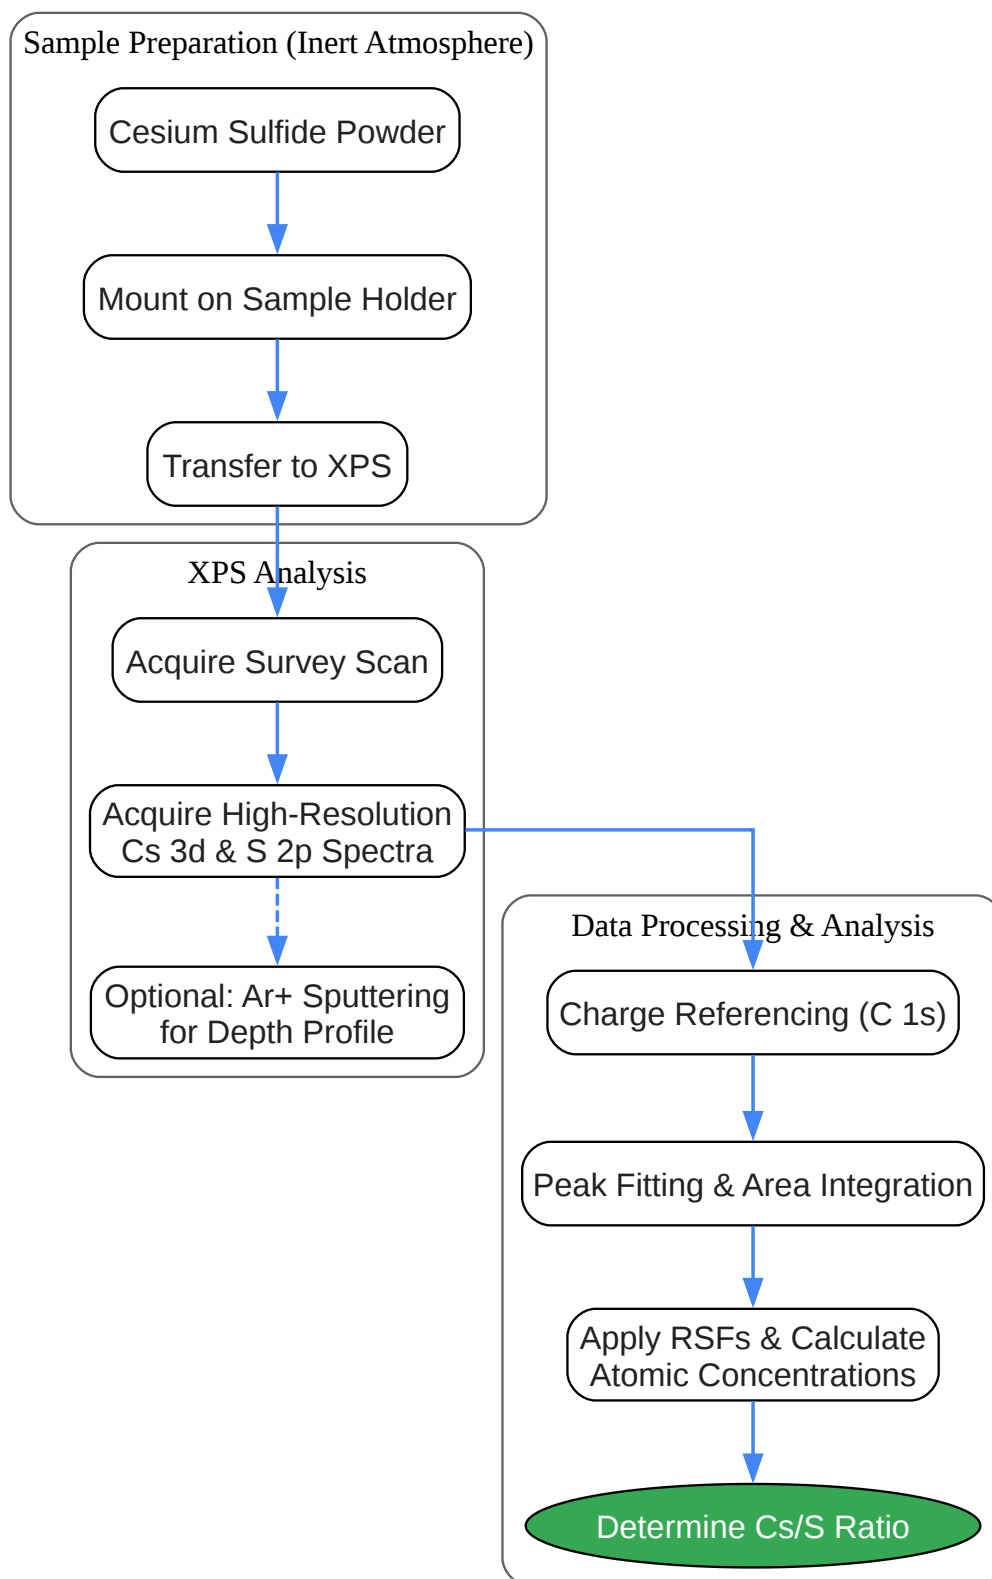 Sample Preparation (Inert Atmosphere)
Cesium Sulfide Powder
Mount on Sample Holder
Transfer to XPS
XPS Analysis
Acquire Survey Scan
Acquire High-Resolution
Cs 3d & S 2p Spectra
Optional: Ar+ Sputtering
for Depth Profile
Data Processing & Analysis
Charge Referencing (C 1s)
Peak Fitting & Area Integration
Apply RSFs & Calculate
Atomic Concentrations
Determine Cs/S Ratio